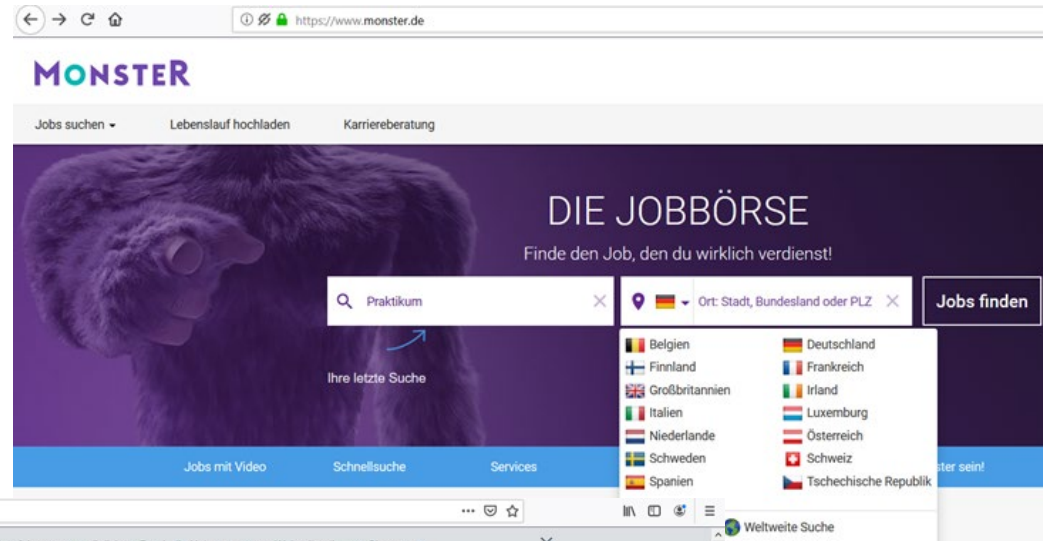 https://www.monster.de
MONSTER
Jobs suchen Lebenslauf hochladen Karriereberatung
DIE JOBBÖRSE
Finde den Job, den du wirklich verdienst!
Praktikum Ort: Stadt, Bundesland oder PLZ Jobs finden
Ihre letzte Suche
Belgien Deutschland
Finnland Frankreich
Großbritannien Irland
Italien Luxemburg
Niederlande Österreich
Schweden Schweiz
Spanien Tschechische Republik
Jobs mit Video Schnellsuche Services ster sein!
Weltweite Suche